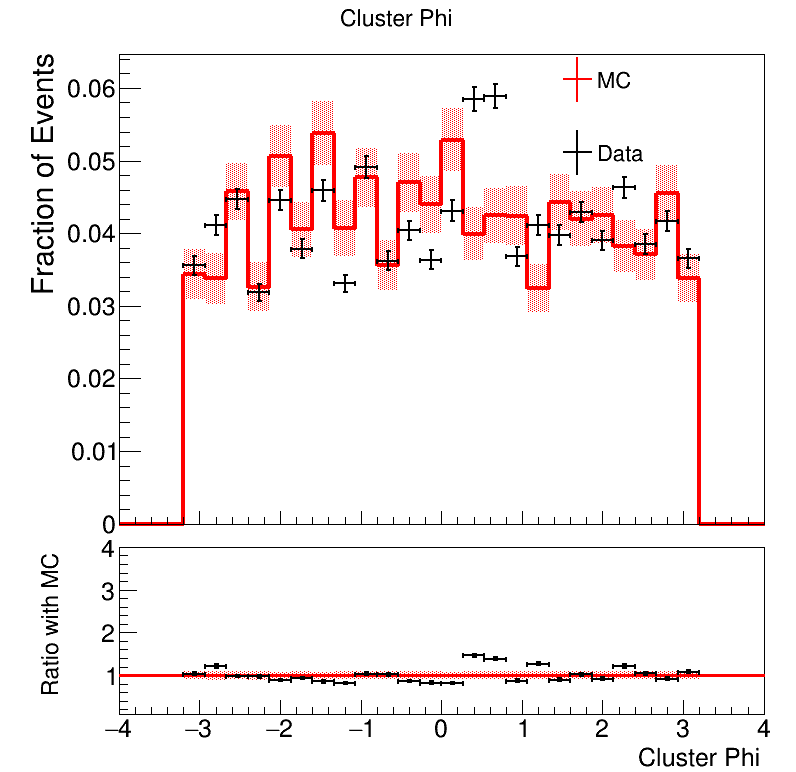 Cluster Phi
Fraction of Events
0.06
0.05
0.04
0.03
0.02
0.01
0
MC
Data
Ratio with MC
4
3
2
1
−4 −3 −2 −1 0 1 2 3 4
Cluster Phi